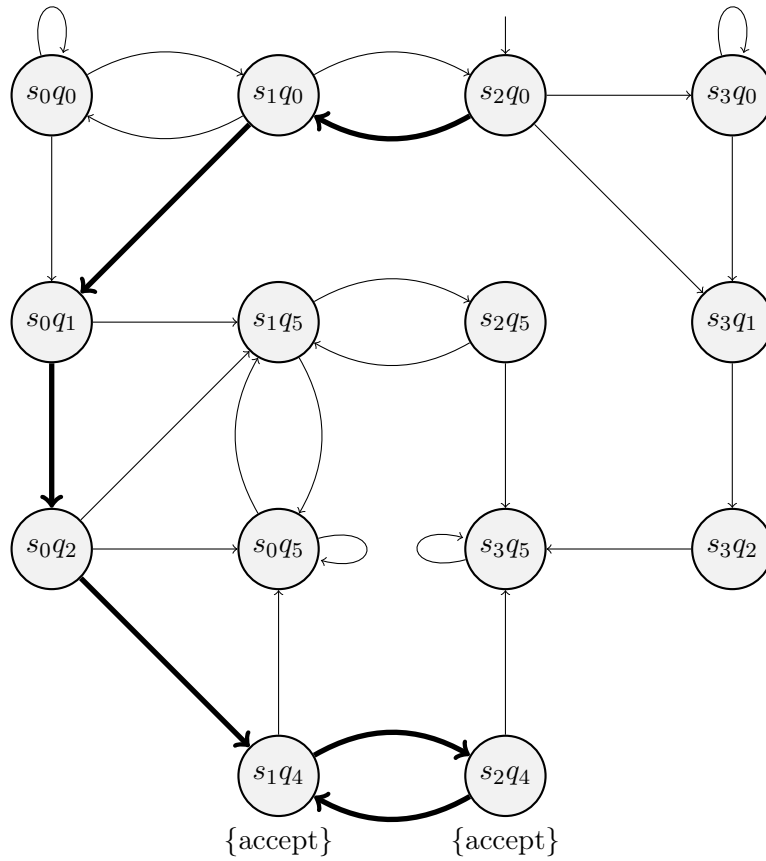 s₀q₀ s₁q₀ s₂q₀ s₃q₀
s₀q₁ s₁q₅ s₂q₅ s₃q₁
s₀q₂ s₀q₅ s₃q₅ s₃q₂
s₁q₄ s₂q₄
{accept} {accept}